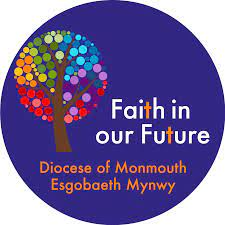 Faith in
our Future
Diocese of Monmouth
Esgobaeth Mynwy